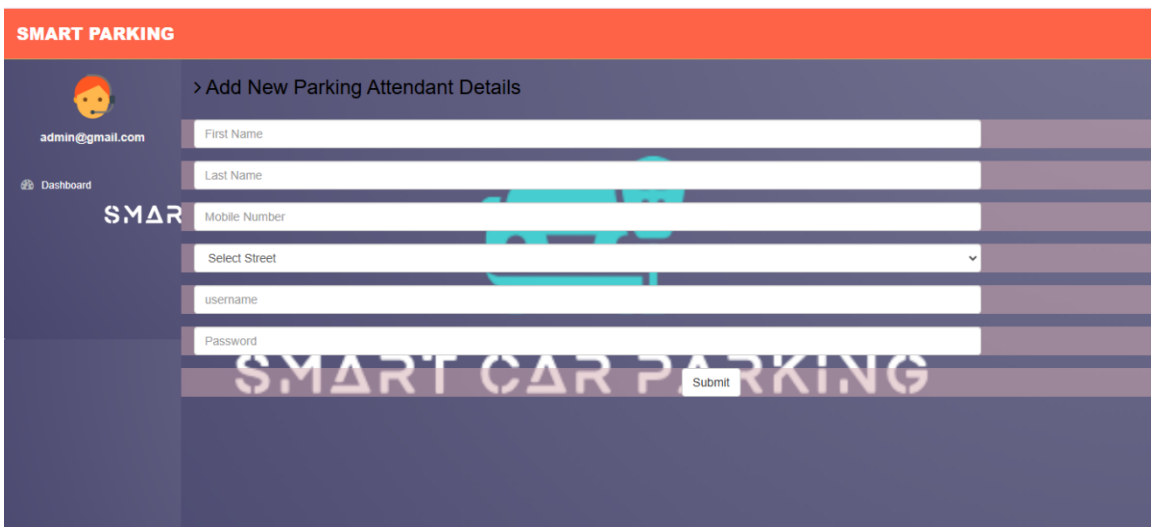 SMART PARKING
admin@gmail.com
Dashboard
SMAR
> Add New Parking Attendant Details
First Name
Last Name
Mobile Number
Select Street
username
Password
SMART CAR PARKING
Submit